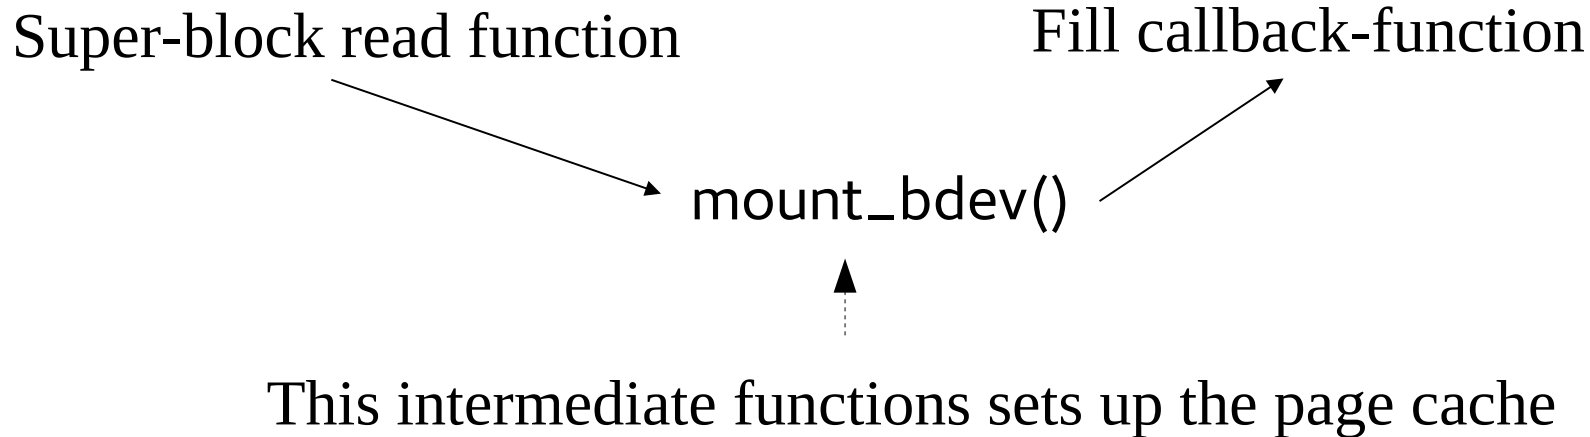 Super-block read function
Fill callback-function
mount_bdev()
This intermediate functions sets up the page cache